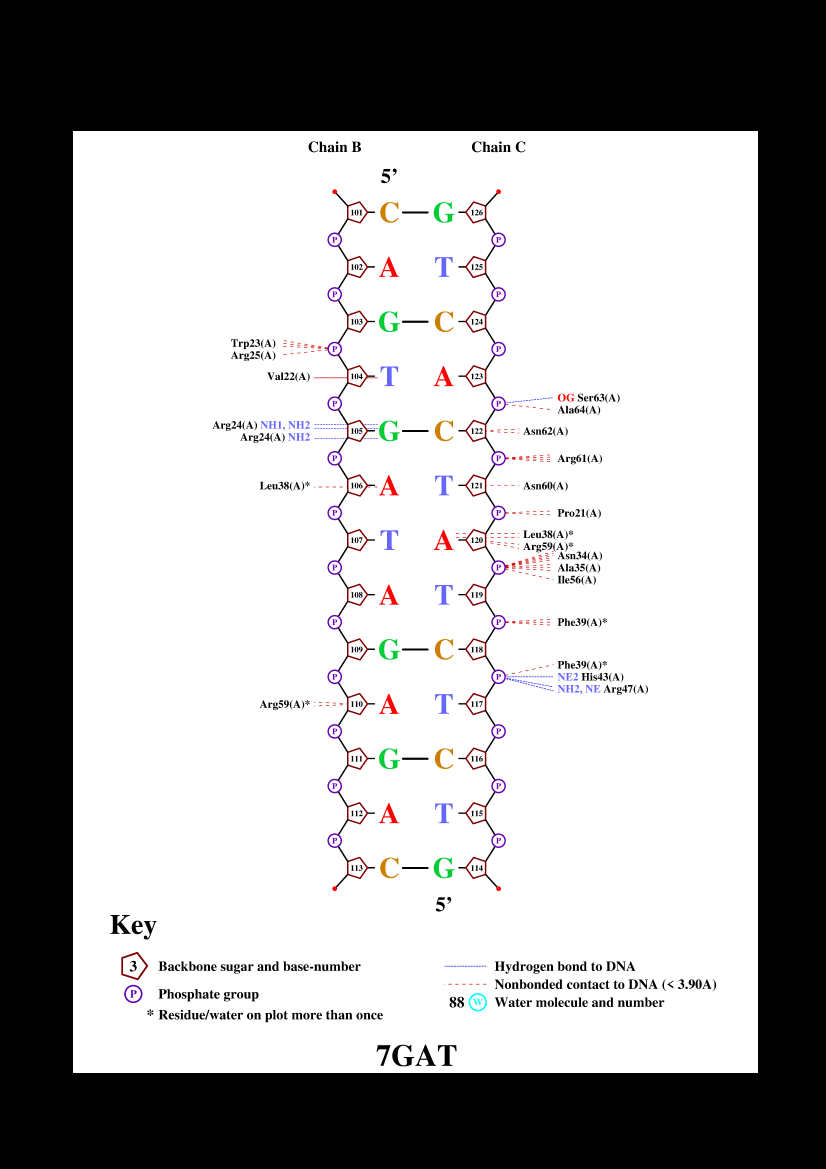 Chain B Chain C
5’
101 C G 126
P P
102 A T 125
P P
103 G C 124
Trp23(A)
P P
Arg25(A)
Val22(A) 104 T A 123
OG Ser63(A)
P P
Ala64(A)
Arg24(A) NH1, NH2
105 G C 122 Asn62(A)
Arg24(A) NH2
P P Arg61(A)
Leu38(A)* 106 A T 121 Asn60(A)
P P Pro21(A)
Leu38(A)*
107 T A 120
Arg59(A)*
Asn34(A)
P P Ala35(A)
Ile56(A)
108 A T 119
P P Phe39(A)*
109 G C 118
Phe39(A)*
P P NE2 His43(A)
NH2, NE Arg47(A)
Arg59(A)* 110 A T 117
P P
111 G C 116
P P
112 A T 115
P P
113 C G 114
5’
Key
3 Backbone sugar and base-number
P Phosphate group
* Residue/water on plot more than once
Hydrogen bond to DNA
Nonbonded contact to DNA (< 3.90A)
88 W Water molecule and number
7GAT